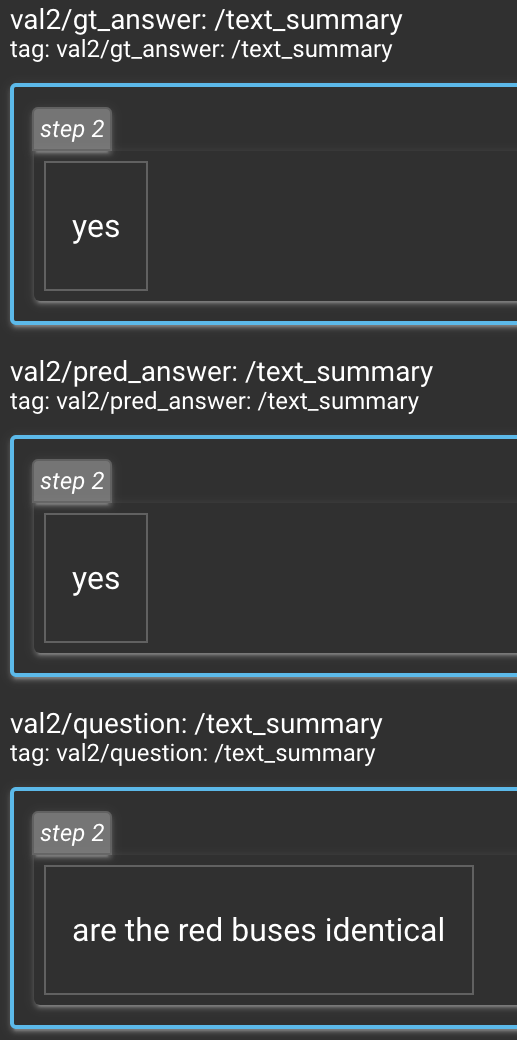 val2/gt_answer: /text_summary
tag: val2/gt_answer: /text_summary
step 2
yes
val2/pred_answer: /text_summary
tag: val2/pred_answer: /text_summary
step 2
yes
val2/question: /text_summary
tag: val2/question: /text_summary
step 2
are the red buses identical